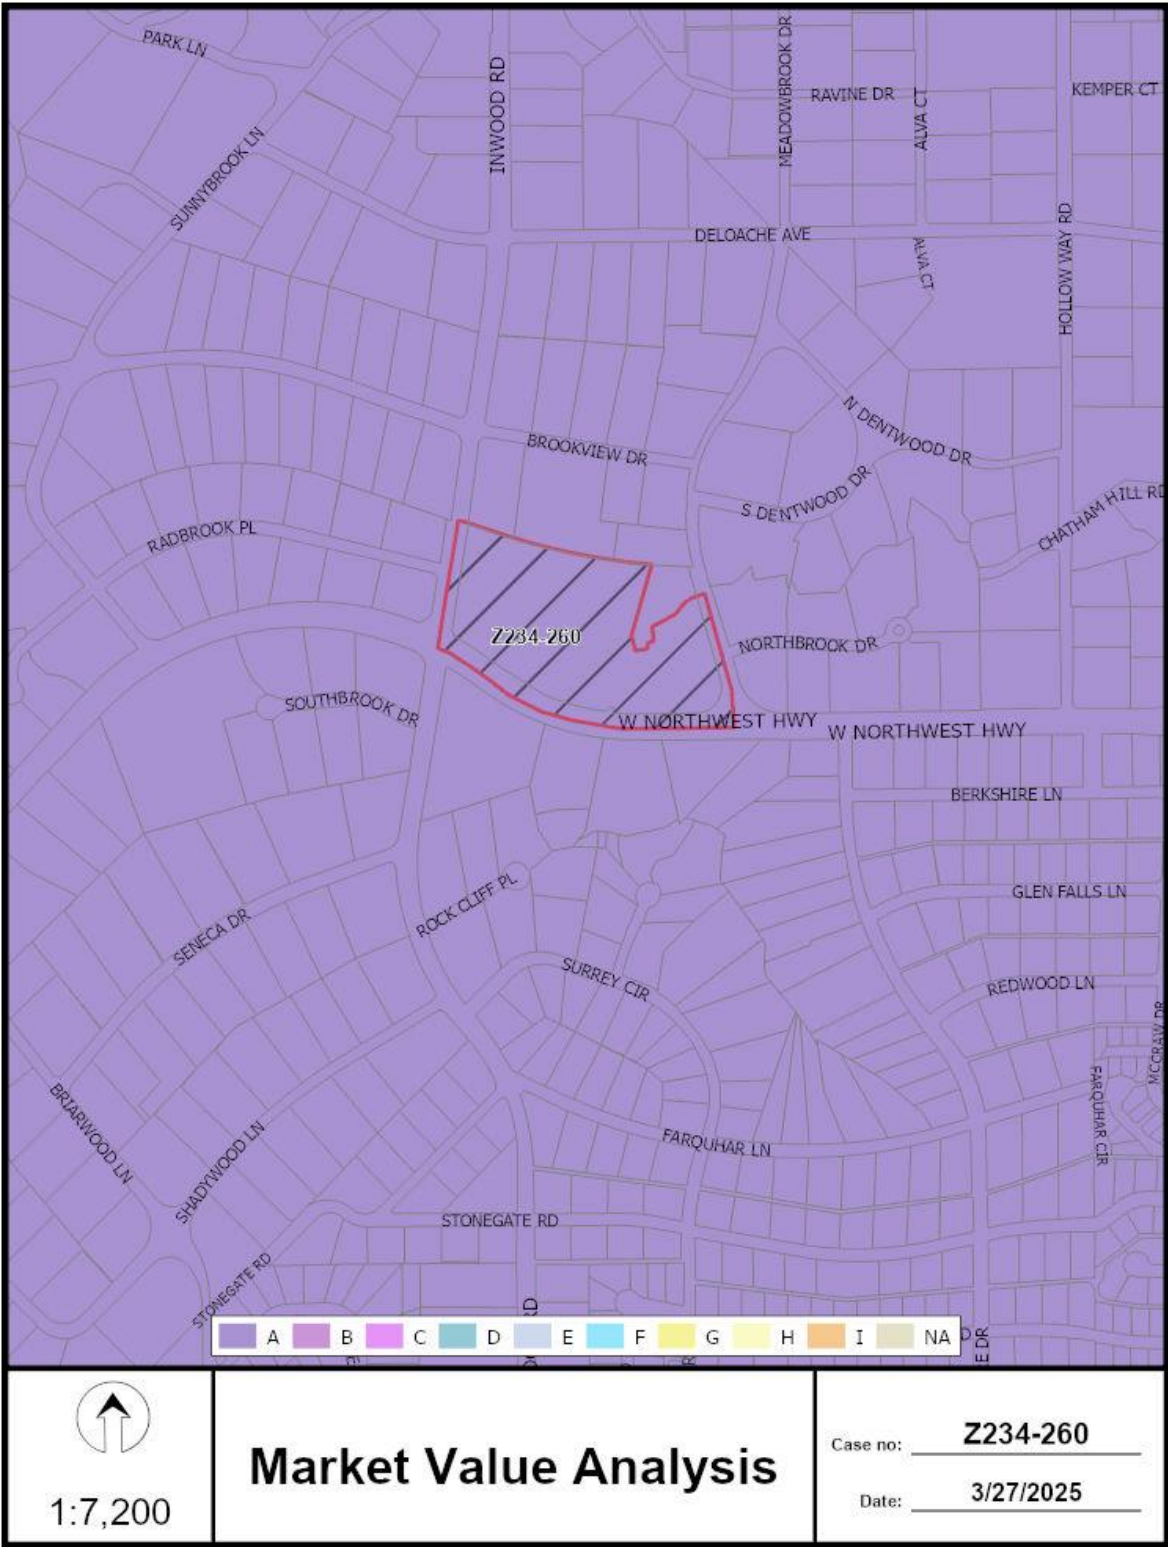 PARK LN
INWOOD RD
MEADOWBROOK DR
RAVINE DR
ALVA CT
KEMPER CT
SUNNYBROOK LN
DELOACHE AVE
ALVA CT
HOLLOW WAY RD
N DENTWOOD DR
BROOKVIEW DR
S DENTWOOD DR
CHATHAM HILL RD
RADBROOK PL
Z234-260
NORTHBROOK DR
SOUTHBROOK DR
W NORTHWEST HWY
W NORTHWEST HWY
BERKSHIRE LN
ROCK CLIFF PL
GLEN FALLS LN
SENECA DR
SURREY CIR
REDWOOD LN
MCCRAW DR
BRIARWOOD LN
FARQUHAR CIR
SHADYWOOD LN
FARQUHAR LN
STONEGATE RD
STONEGATE RD
RD
E DR
A B C D E F G H I NA
1:7,200
Market Value Analysis
Case no: Z234-260
Date: 3/27/2025